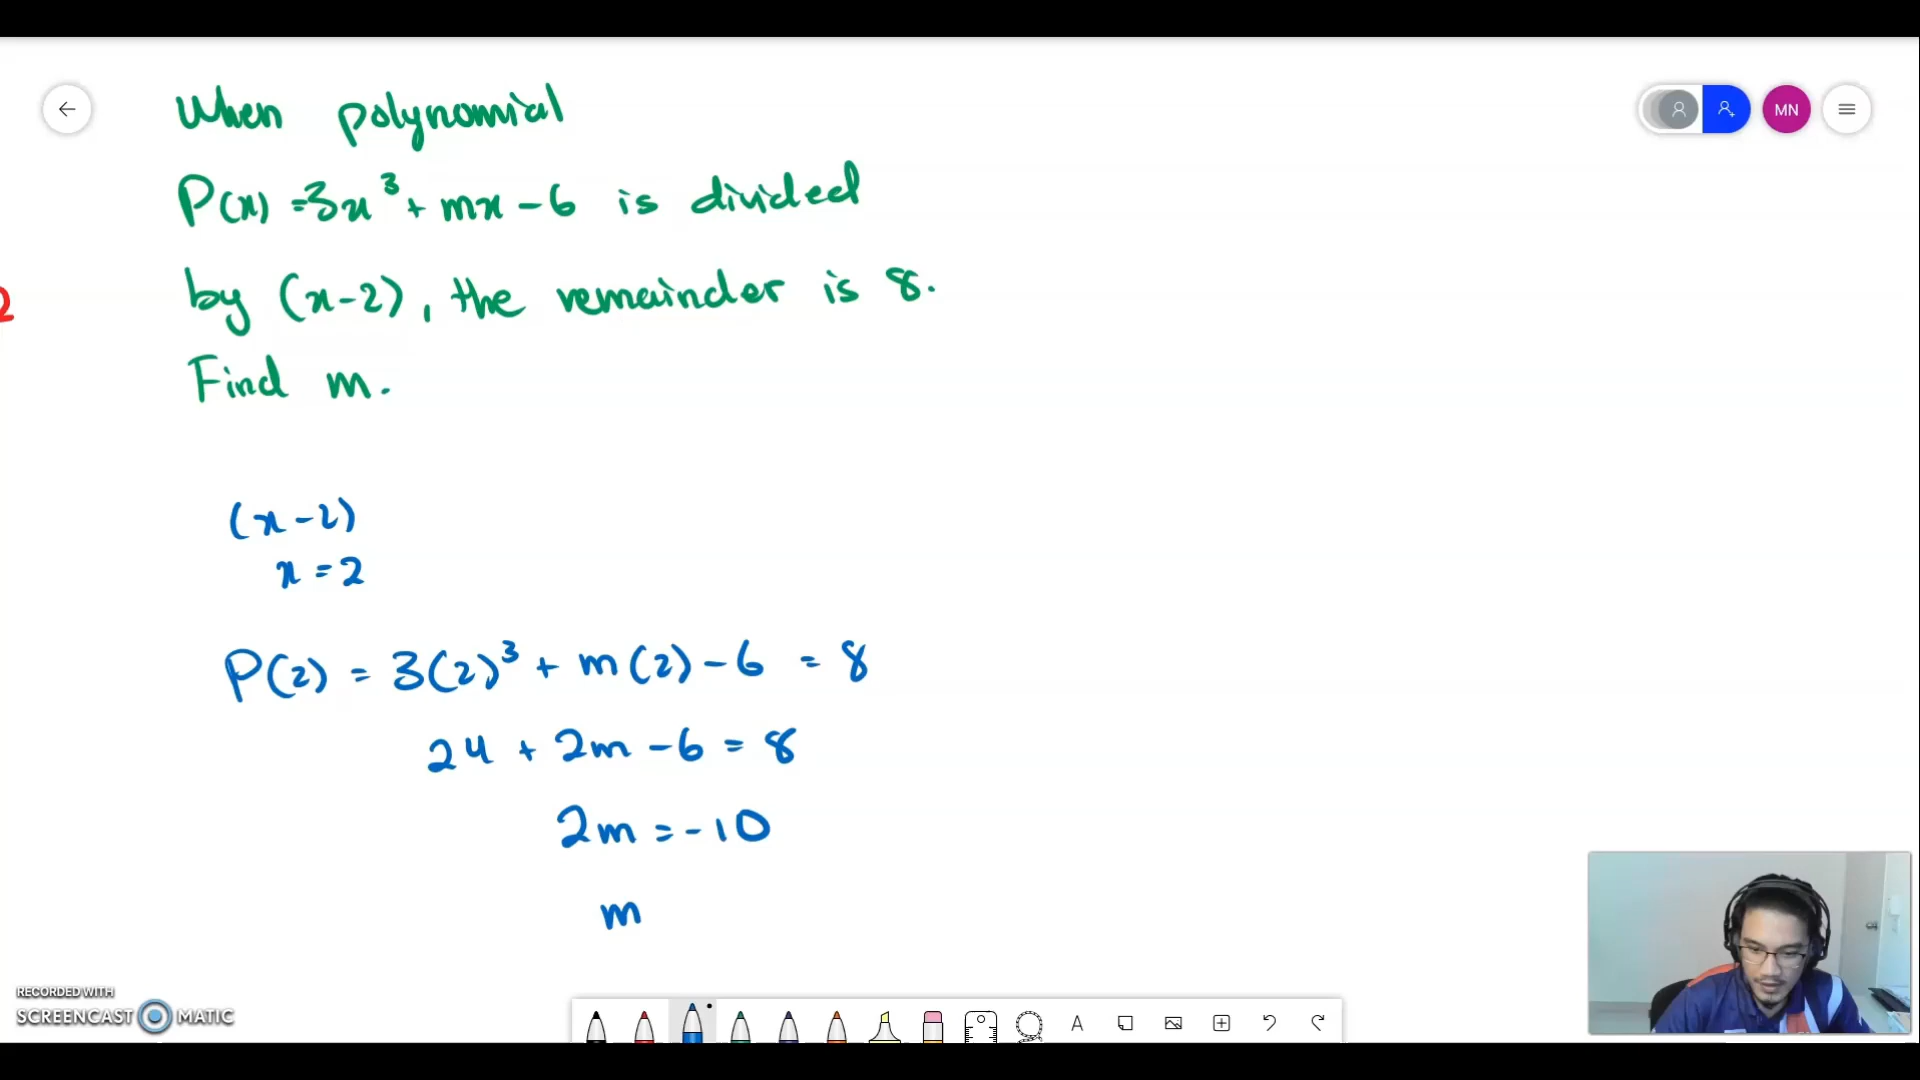 When polynomial
MN
P(x) = 3x³ + mx - 6 is divided
by (x-2), the remainder is 8.
2
Find m.
(x-2)
x = 2
P(2) = 3(2)³ + m(2) - 6 = 8
24 + 2m - 6 = 8
2m = -10
m
RECORDED WITH
SCREENCAST MATIC
A